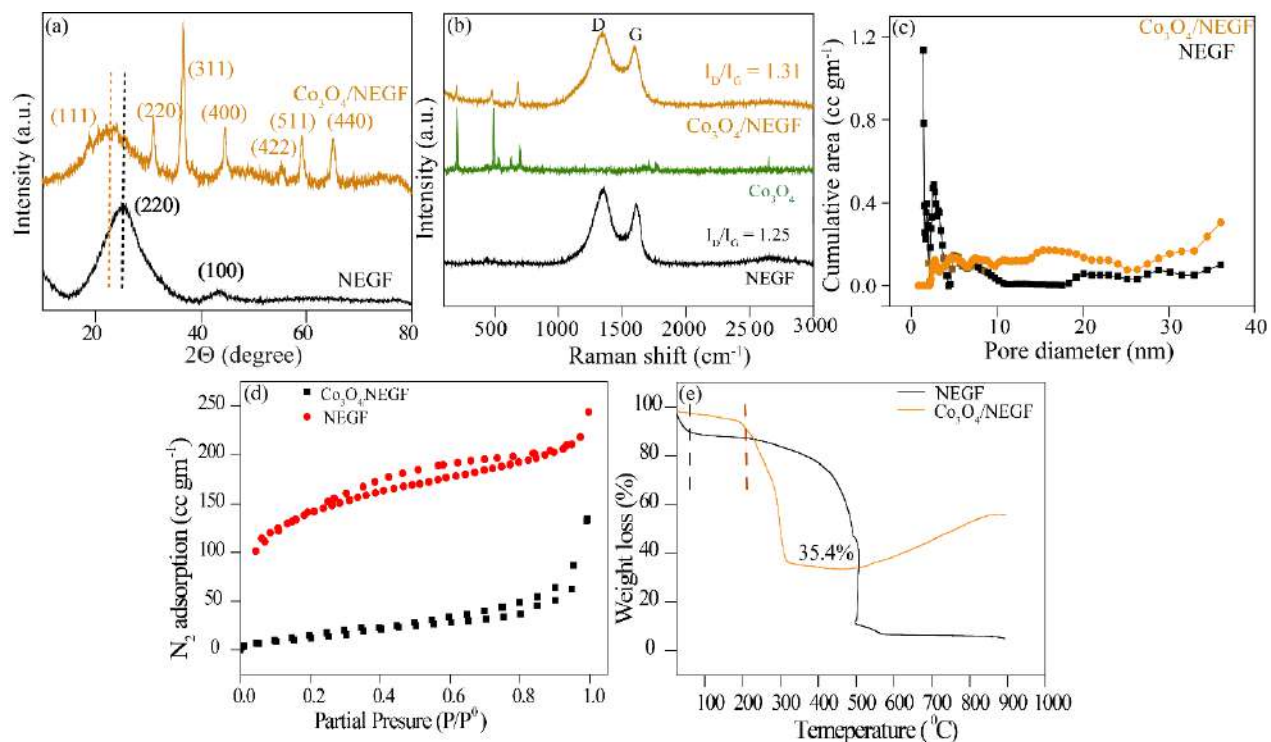 (a)
(311)
(111)
(220)
(400)
Co₃O₄/NEGF
(511)
(422)
(440)
(220)
(100)
NEGF
Intensity (a.u.)
20 40 60 80
2Θ (degree)
(b)
D
G
I_D/I_G = 1.31
Co₃O₄/NEGF
Co₃O₄
I_D/I_G = 1.25
NEGF
Intensity (a.u.)
500 1000 1500 2000 2500 3000
Raman shift (cm⁻¹)
Co₃O₄/NEGF
NEGF
(c)
Cumulative area (cc gm⁻¹)
1.2
0.8
0.4
0.0
0 10 20 30 40
Pore diameter (nm)
(d)
Co₃O₄/NEGF
NEGF
N₂ adsorption (cc gm⁻¹)
250
200
150
100
50
0
0.0 0.2 0.4 0.6 0.8 1.0
Partial Presure (P/P⁰)
(e)
NEGF
Co₃O₄/NEGF
35.4%
Weight loss (%)
100
80
60
40
20
0
100 200 300 400 500 600 700 800 900 1000
Temeperature (⁰C)